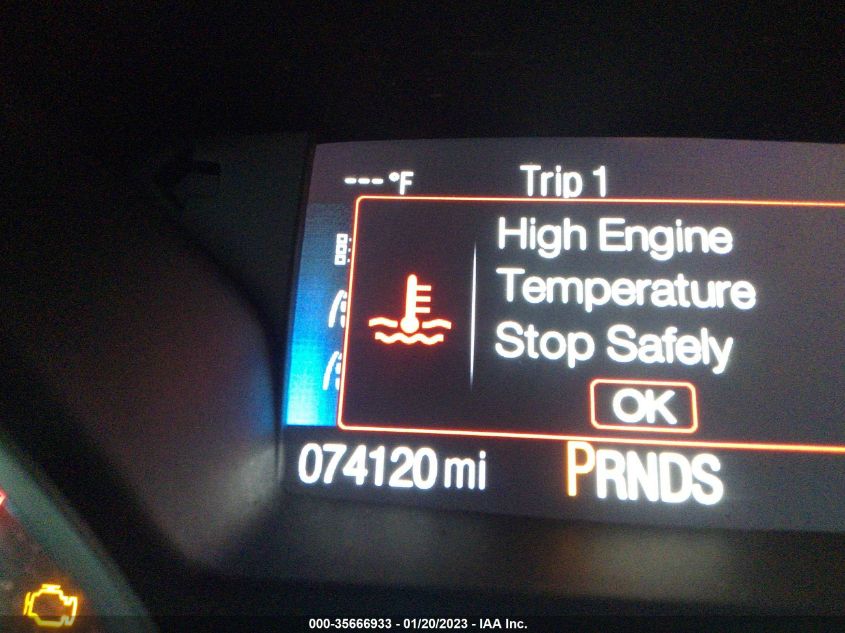 ---°F Trip 1
High Engine
Temperature
Stop Safely
OK
074120 mi PRNDS
000-35666933 - 01/20/2023 - IAA Inc.